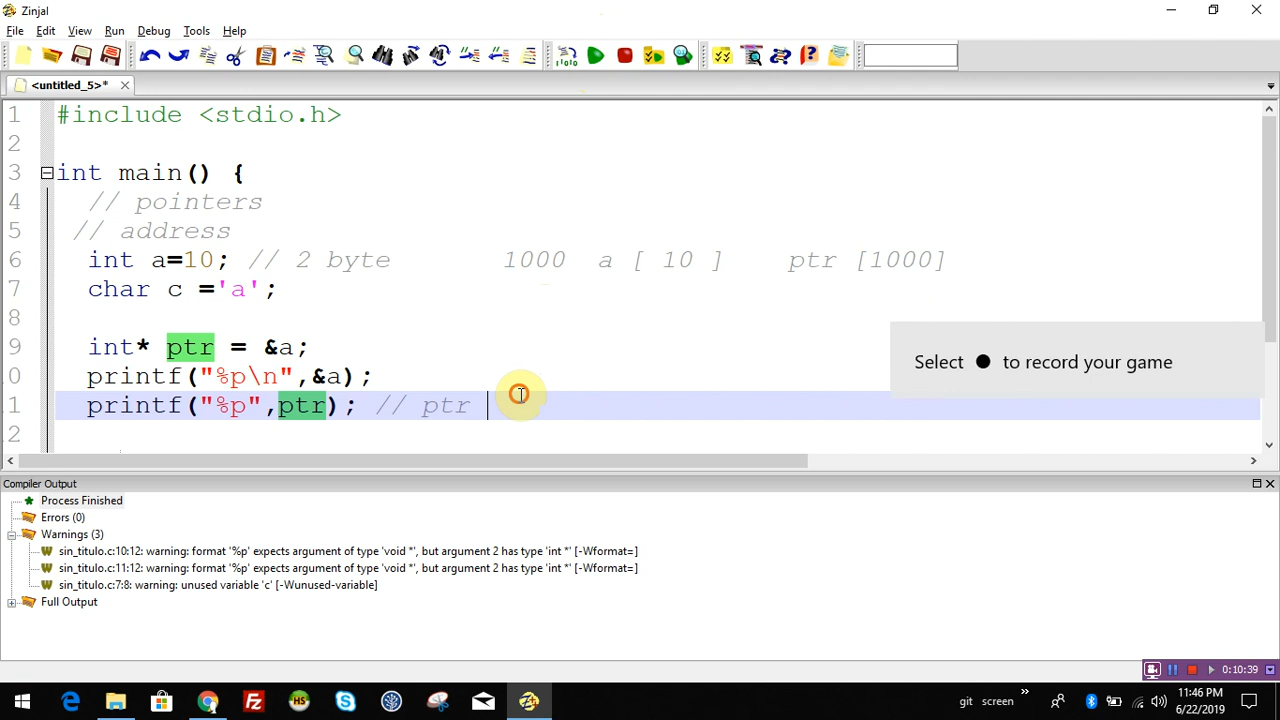 Zinjal
File Edit View Run Debug Tools Help
<untitled_5>*
1 #include <stdio.h>
2
3 int main() {
4 // pointers
5 // address
6 int a=10; // 2 byte 1000 a [ 10 ] ptr [1000]
7 char c ='a';
8
9 int* ptr = &a;
0 printf("%p\n",&a);
1 printf("%p",ptr); // ptr
2
Select ● to record your game
Compiler Output
Process Finished
Errors (0)
Warnings (3)
sin_titulo.c:10:12: warning: format '%p' expects argument of type 'void *', but argument 2 has type 'int *' [-Wformat=]
sin_titulo.c:11:12: warning: format '%p' expects argument of type 'void *', but argument 2 has type 'int *' [-Wformat=]
sin_titulo.c:7:8: warning: unused variable 'c' [-Wunused-variable]
Full Output
0:10:39
git screen
11:46 PM
6/22/2019